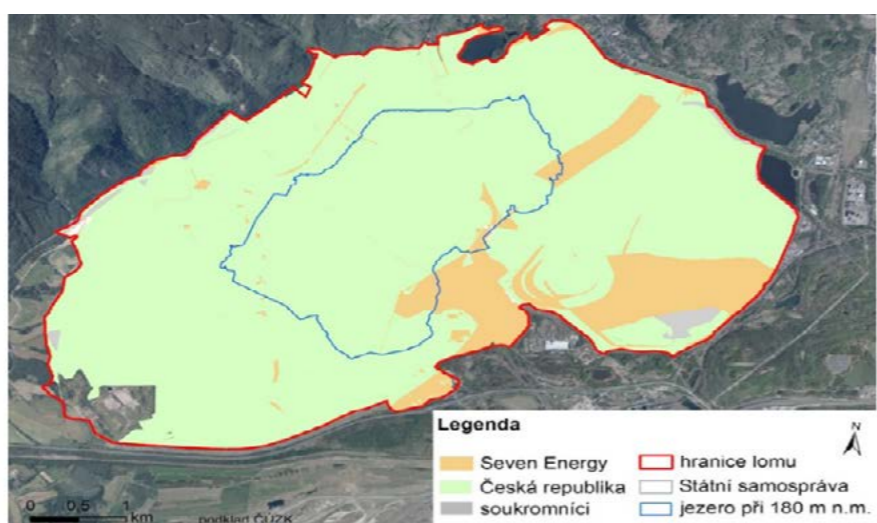 Legenda
N
Seven Energy
Česká republika
soukromníci
hranice lomu
Státní samospráva
jezero při 180 m n.m.
0 0,5 1
km
podklad ČÚZK